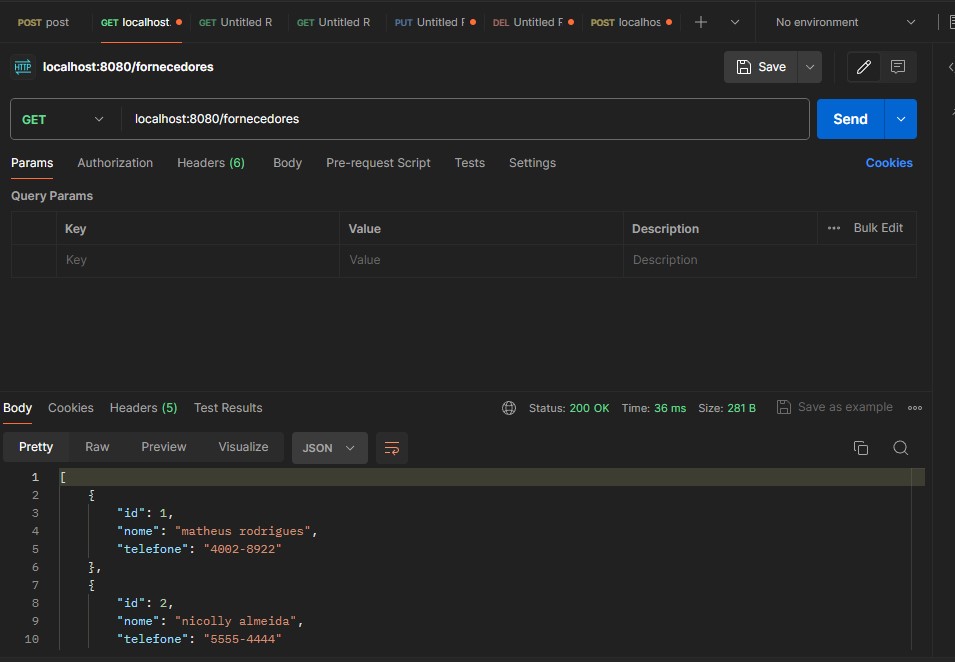 POST post GET localhost. GET Untitled R GET Untitled R PUT Untitled F DEL Untitled F POST localhos No environment
HTTP localhost:8080/fornecedores Save
GET localhost:8080/fornecedores Send
Params Authorization Headers (6) Body Pre-request Script Tests Settings Cookies
Query Params
Key Value Description Bulk Edit
Key Value Description
Body Cookies Headers (5) Test Results Status: 200 OK Time: 36 ms Size: 281 B Save as example
Pretty Raw Preview Visualize JSON
1 [
2 {
3 "id": 1,
4 "nome": "matheus rodrigues",
5 "telefone": "4002-8922"
6 },
7 {
8 "id": 2,
9 "nome": "nicolly almeida",
10 "telefone": "5555-4444"